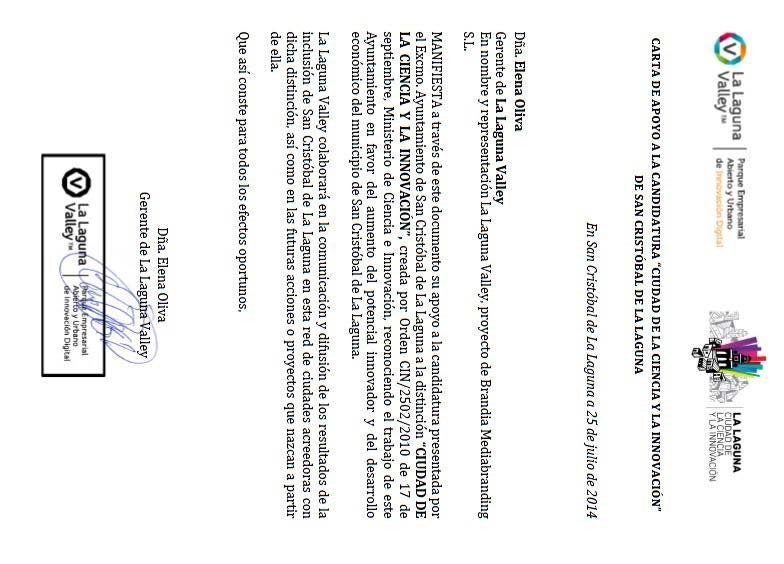 La Laguna
Valley™
Parque Empresarial
Abierto y Urbano
de Innovación Digital
LA LAGUNA
CIUDAD DE
LA CIENCIA
Y LA INNOVACIÓN
CARTA DE APOYO A LA CANDIDATURA “CIUDAD DE LA CIENCIA Y LA INNOVACIÓN”
DE SAN CRISTÓBAL DE LA LAGUNA
En San Cristóbal de La Laguna a 25 de julio de 2014
Dña. Elena Oliva
Gerente de La Laguna Valley
En nombre y representación La Laguna Valley, proyecto de Brandia Mediabranding
S.L.
MANIFIESTA a través de este documento su apoyo a la candidatura presentada por
el Excmo. Ayuntamiento de San Cristóbal de La Laguna a la distinción “CIUDAD DE
LA CIENCIA Y LA INNOVACIÓN”, creada por Orden CIN/2502/2010 de 17 de
septiembre, Ministerio de Ciencia e Innovación, reconociendo el trabajo de este
Ayuntamiento en favor del aumento del potencial innovador y del desarrollo
económico del municipio de San Cristóbal de La Laguna.
La Laguna Valley colaborará en la comunicación y difusión de los resultados de la
inclusión de San Cristóbal de La Laguna en esta red de ciudades acreedoras con
dicha distinción, así como en las futuras acciones o proyectos que nazcan a partir
de ella.
Que así conste para todos los efectos oportunos,
Dña. Elena Oliva
Gerente de La Laguna Valley
La Laguna
Valley™
Parque Empresarial
Abierto y Urbano
de Innovación Digital